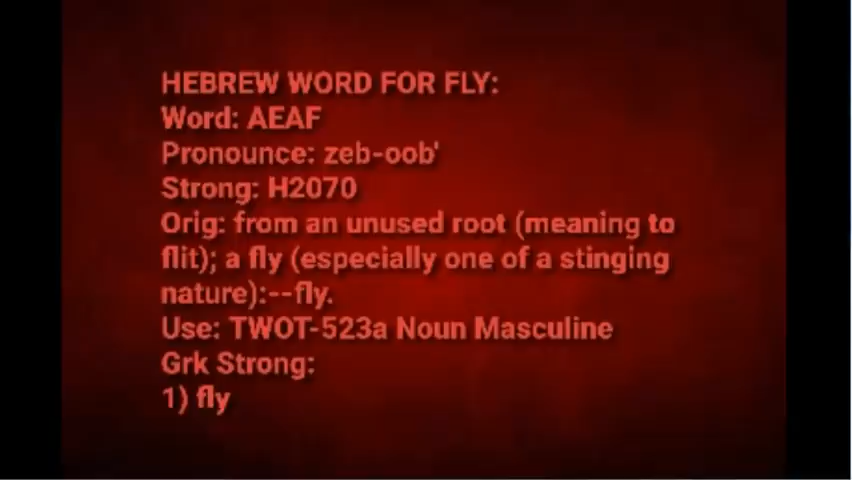 HEBREW WORD FOR FLY:
Word: AEAF
Pronounce: zeb-oob'
Strong: H2070
Orig: from an unused root (meaning to
flit); a fly (especially one of a stinging
nature):--fly.
Use: TWOT-523a Noun Masculine
Grk Strong:
1) fly